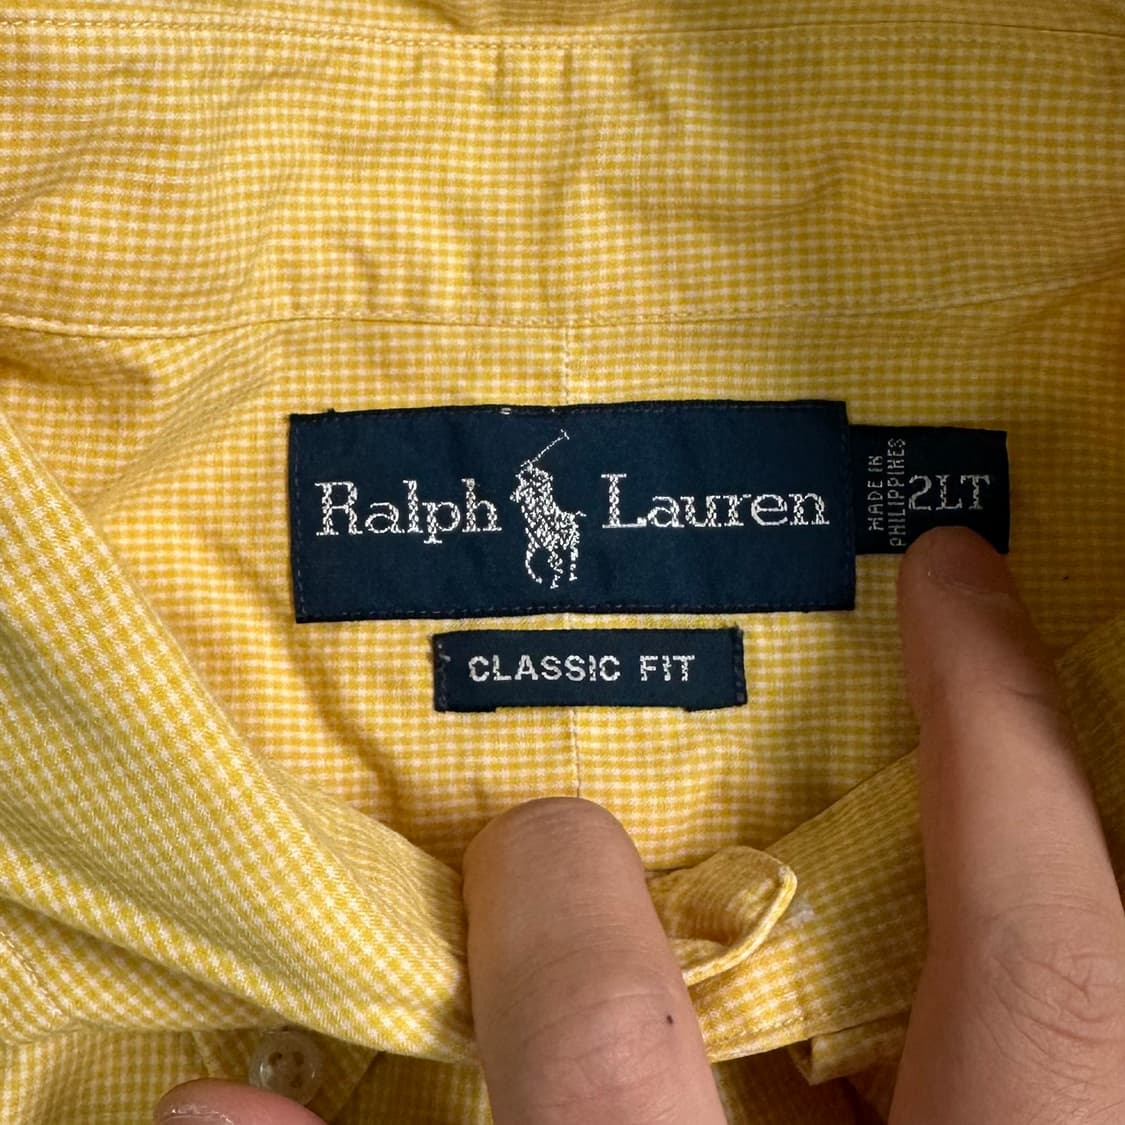 Ralph Lauren
MADE IN
PHILIPPINES
2LT
CLASSIC FIT